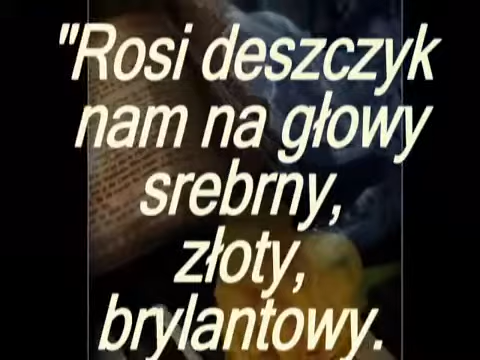 "Rosi deszczyk
nam na głowy
srebrny,
złoty,
brylantowy.